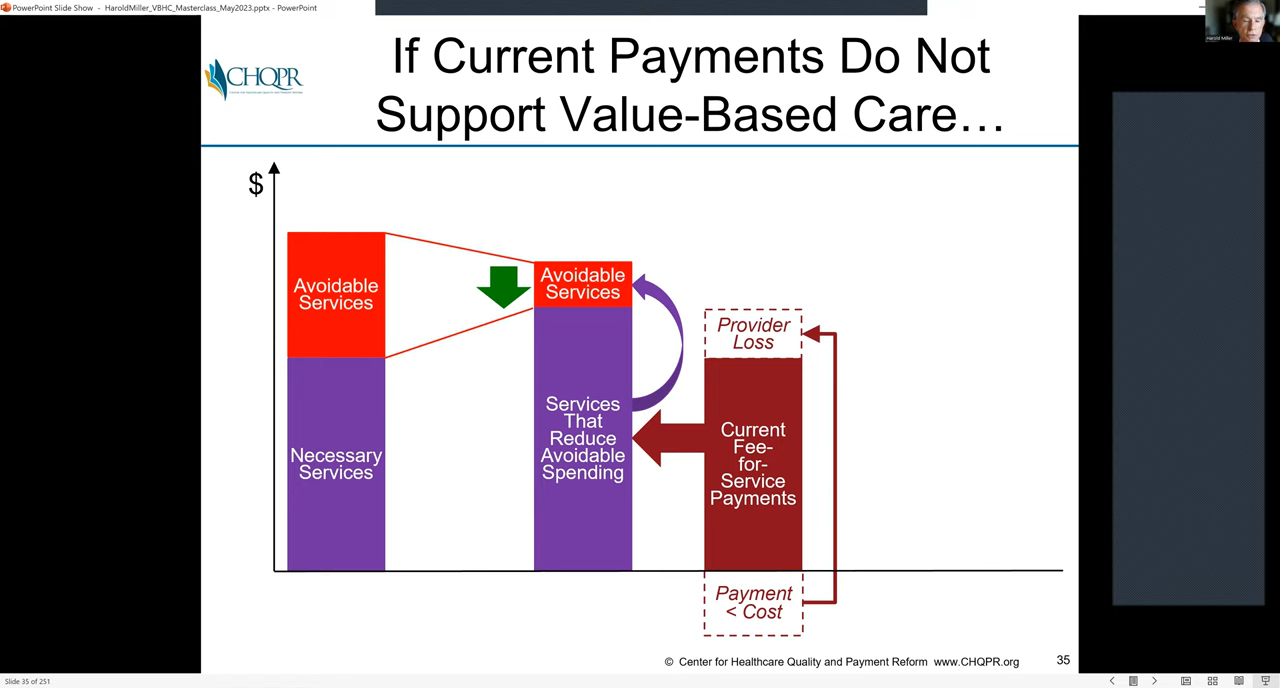 PowerPoint Slide Show - HaroldMiller_VBHC_Masterclass_May2023.pptx - PowerPoint
Harold Miller
CHQPR
If Current Payments Do Not
Support Value-Based Care…
$
Avoidable
Services
Necessary
Services
Avoidable
Services
Services
That
Reduce
Avoidable
Spending
Provider
Loss
Current
Fee-
for-
Service
Payments
Payment
< Cost
© Center for Healthcare Quality and Payment Reform www.CHQPR.org
35
Slide 35 of 251